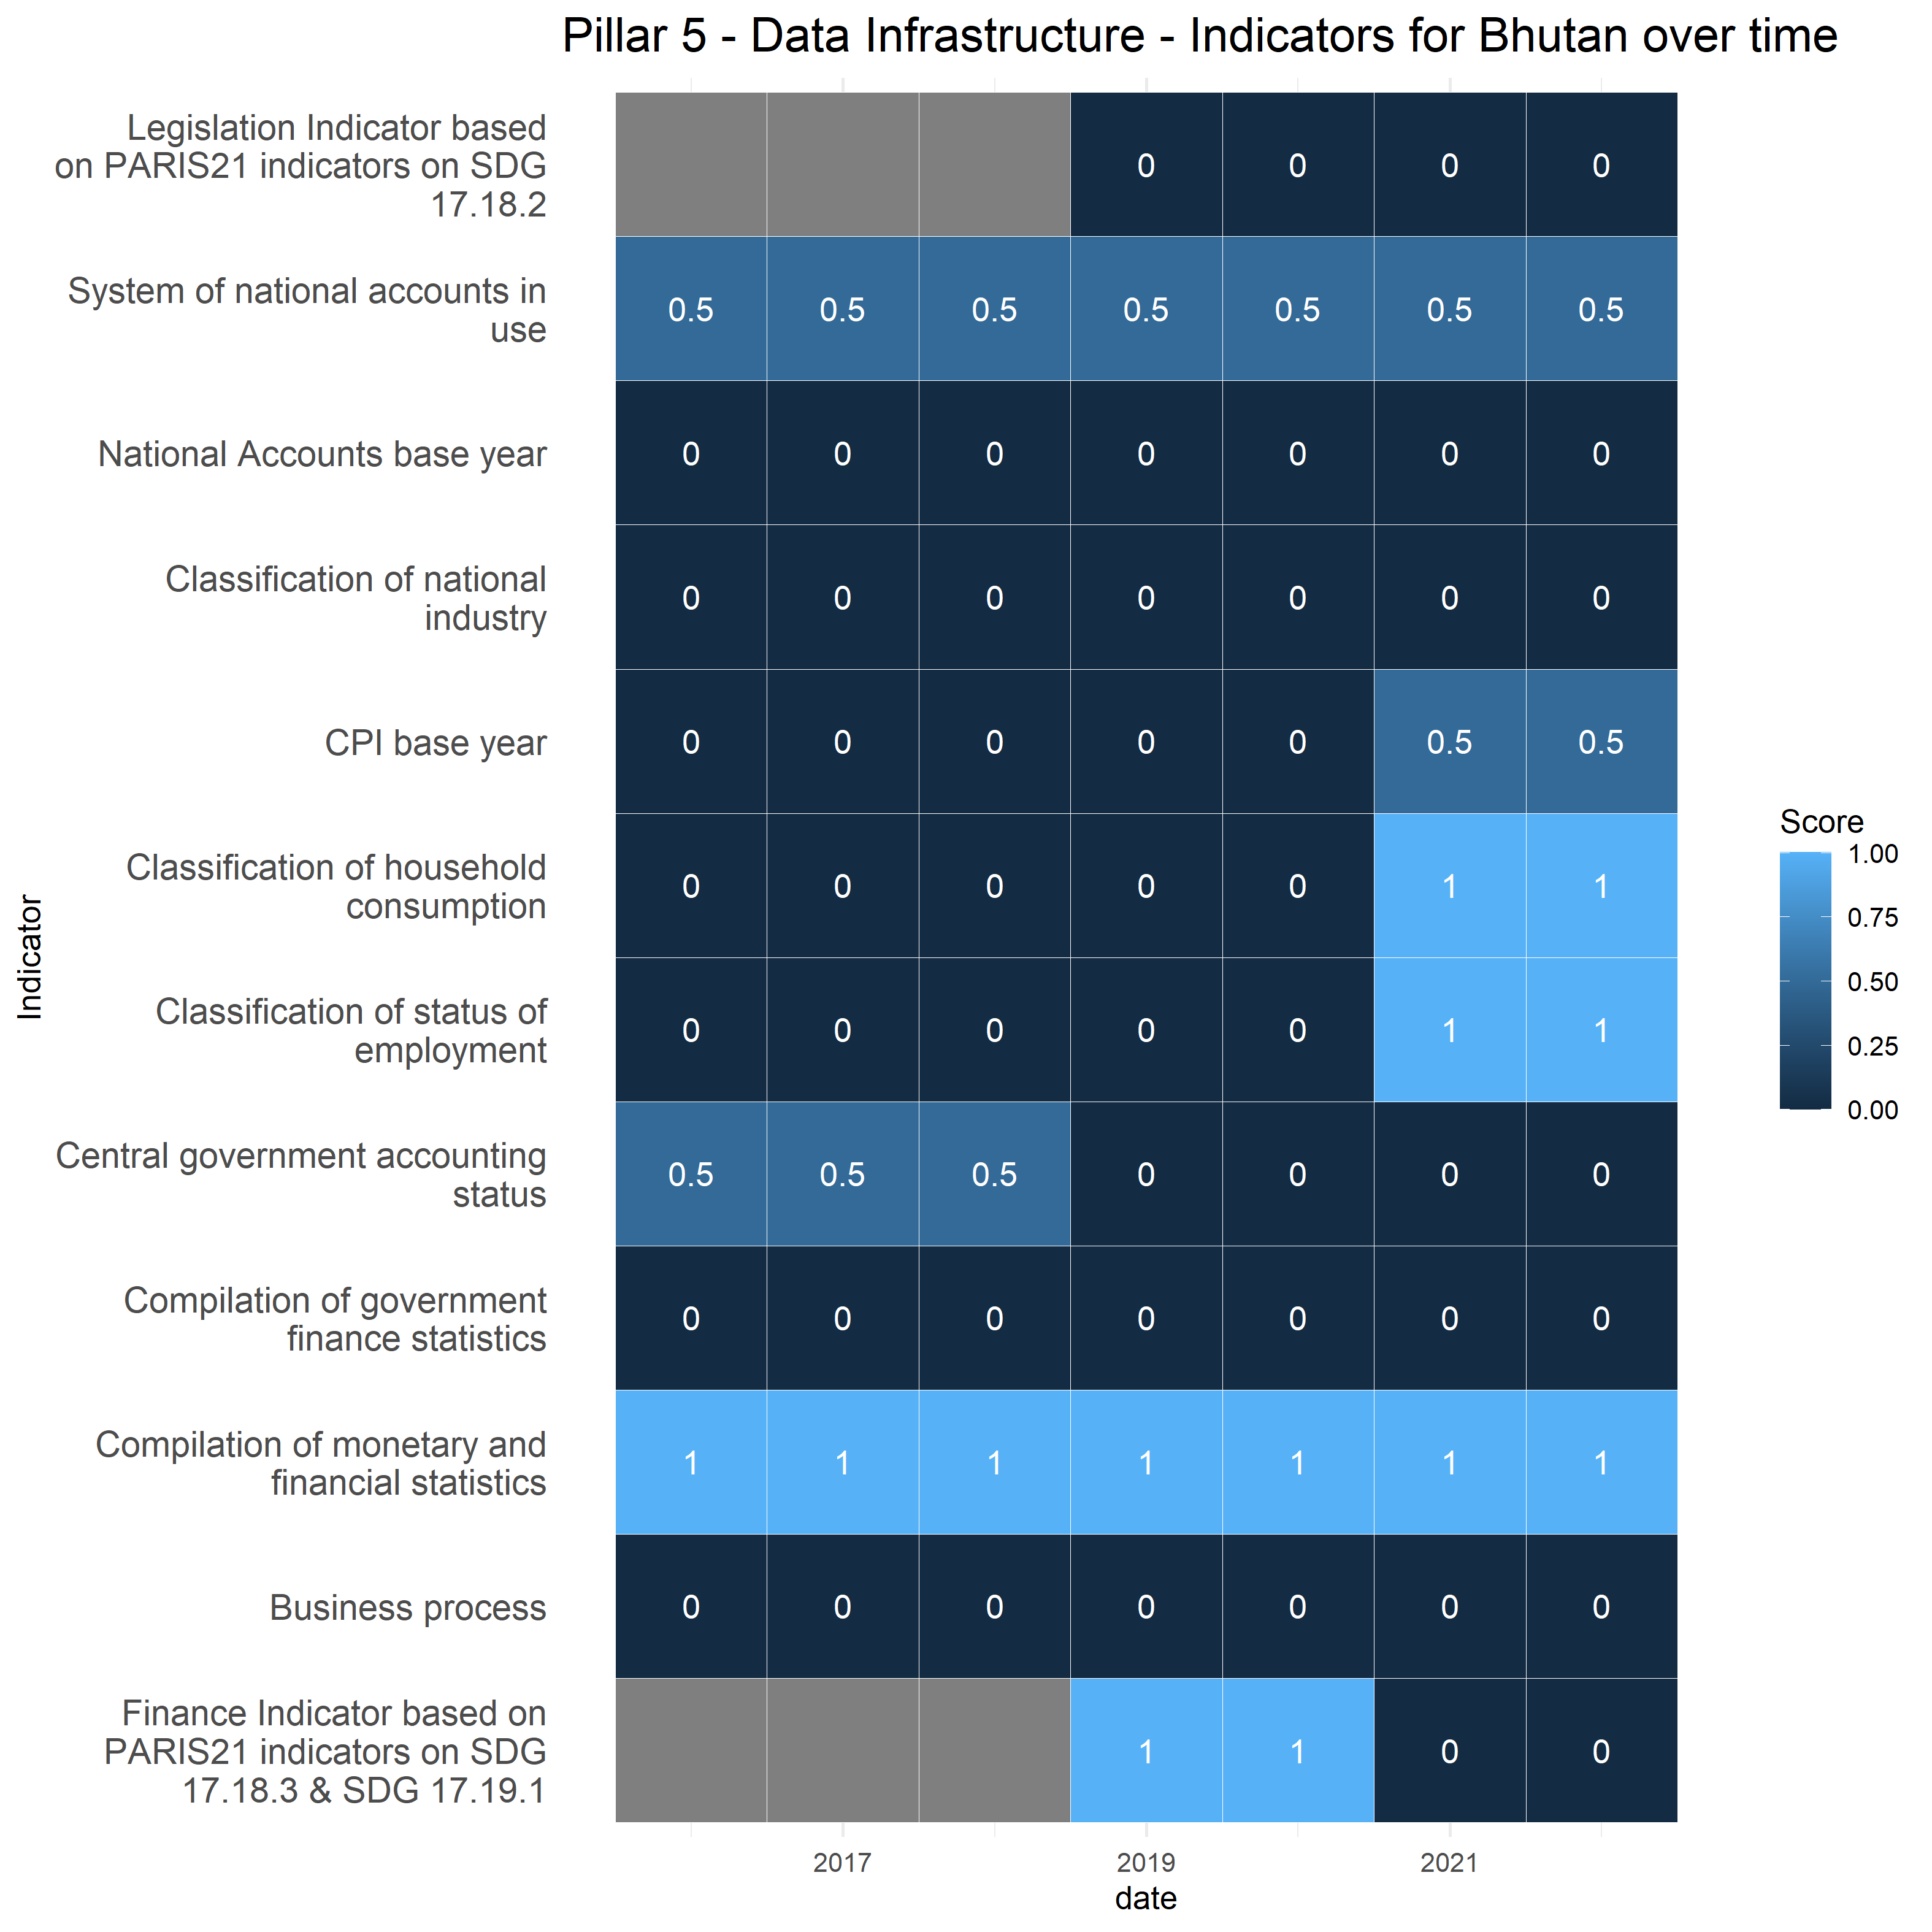 Pillar 5 - Data Infrastructure - Indicators for Bhutan over time
Legislation Indicator based
on PARIS21 indicators on SDG
17.18.2
0 0 0 0
System of national accounts in
use
0.5 0.5 0.5 0.5 0.5 0.5 0.5
National Accounts base year
0 0 0 0 0 0 0
Classification of national
industry
0 0 0 0 0 0 0
CPI base year
0 0 0 0 0 0.5 0.5
Classification of household
consumption
0 0 0 0 0 1 1
Classification of status of
employment
0 0 0 0 0 1 1
Central government accounting
status
0.5 0.5 0.5 0 0 0 0
Compilation of government
finance statistics
0 0 0 0 0 0 0
Compilation of monetary and
financial statistics
1 1 1 1 1 1 1
Business process
0 0 0 0 0 0 0
Finance Indicator based on
PARIS21 indicators on SDG
17.18.3 & SDG 17.19.1
1 1 0 0
2017 2019 2021
date
Indicator
Score
1.00
0.75
0.50
0.25
0.00